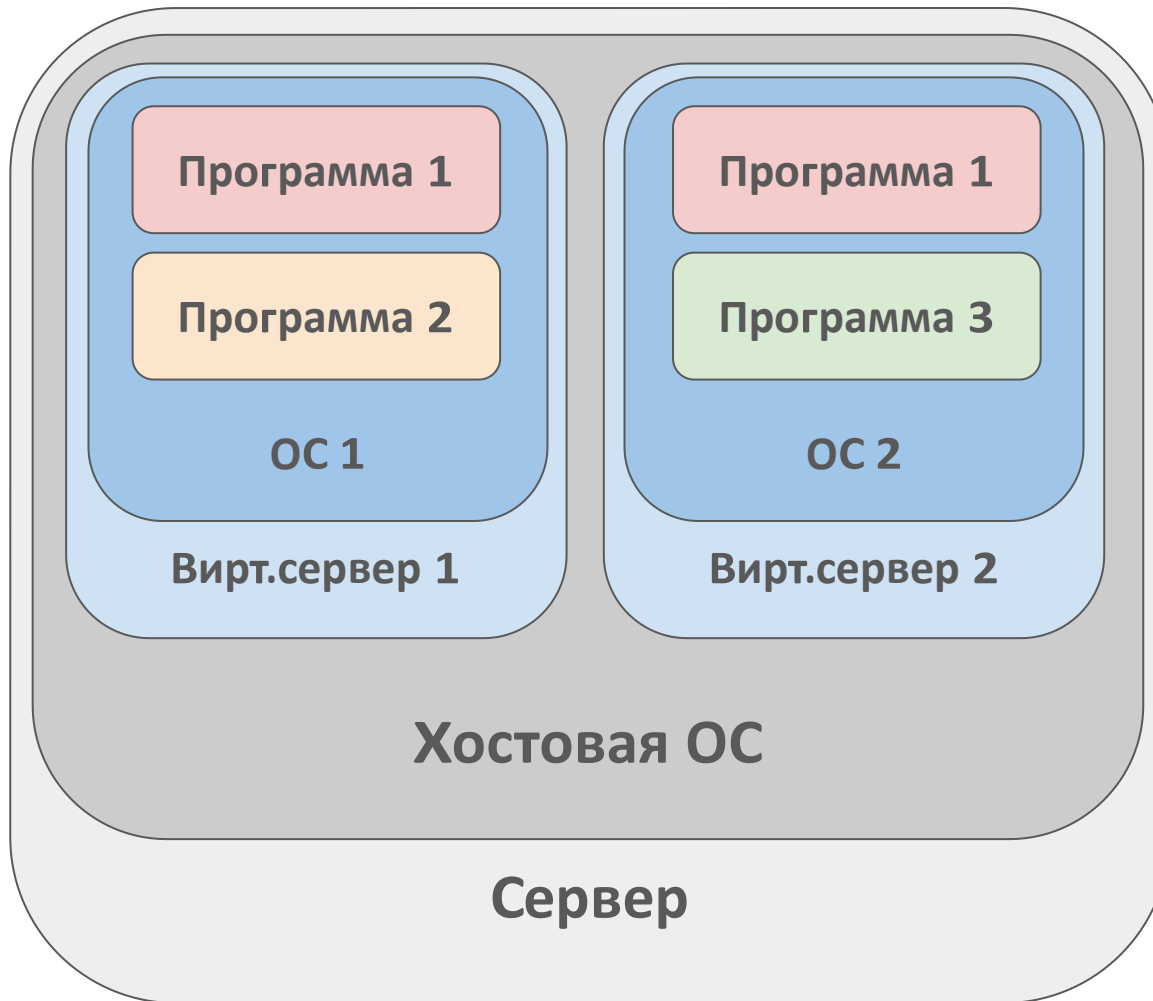 Программа 1
Программа 2
ОС 1
Вирт.сервер 1
Программа 1
Программа 3
ОС 2
Вирт.сервер 2
Хостовая ОС
Сервер